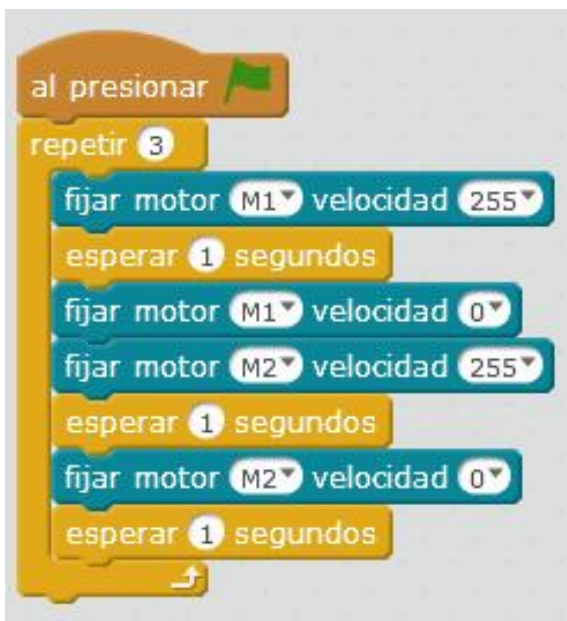 al presionar
repetir 3
fijar motor M1 velocidad 255
esperar 1 segundos
fijar motor M1 velocidad 0
fijar motor M2 velocidad 255
esperar 1 segundos
fijar motor M2 velocidad 0
esperar 1 segundos